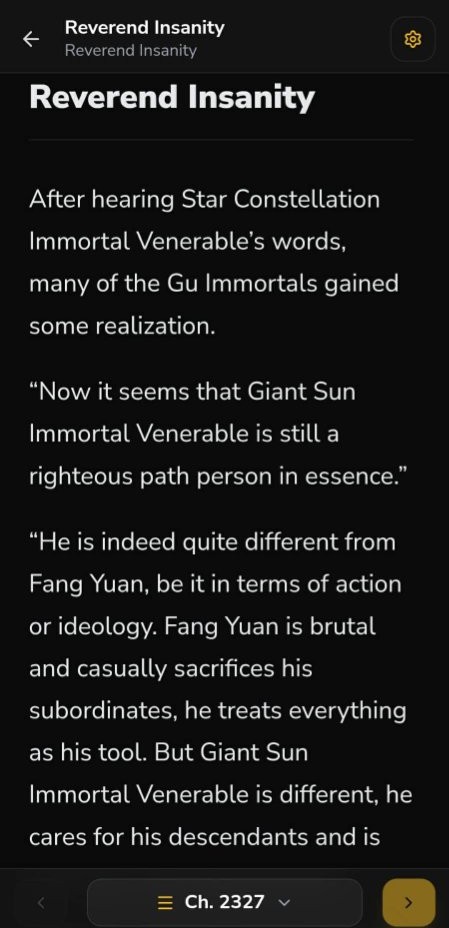 Reverend Insanity
Reverend Insanity
Reverend Insanity
After hearing Star Constellation
Immortal Venerable’s words,
many of the Gu Immortals gained
some realization.
“Now it seems that Giant Sun
Immortal Venerable is still a
righteous path person in essence.”
“He is indeed quite different from
Fang Yuan, be it in terms of action
or ideology. Fang Yuan is brutal
and casually sacrifices his
subordinates, he treats everything
as his tool. But Giant Sun
Immortal Venerable is different, he
cares for his descendants and is
Ch. 2327